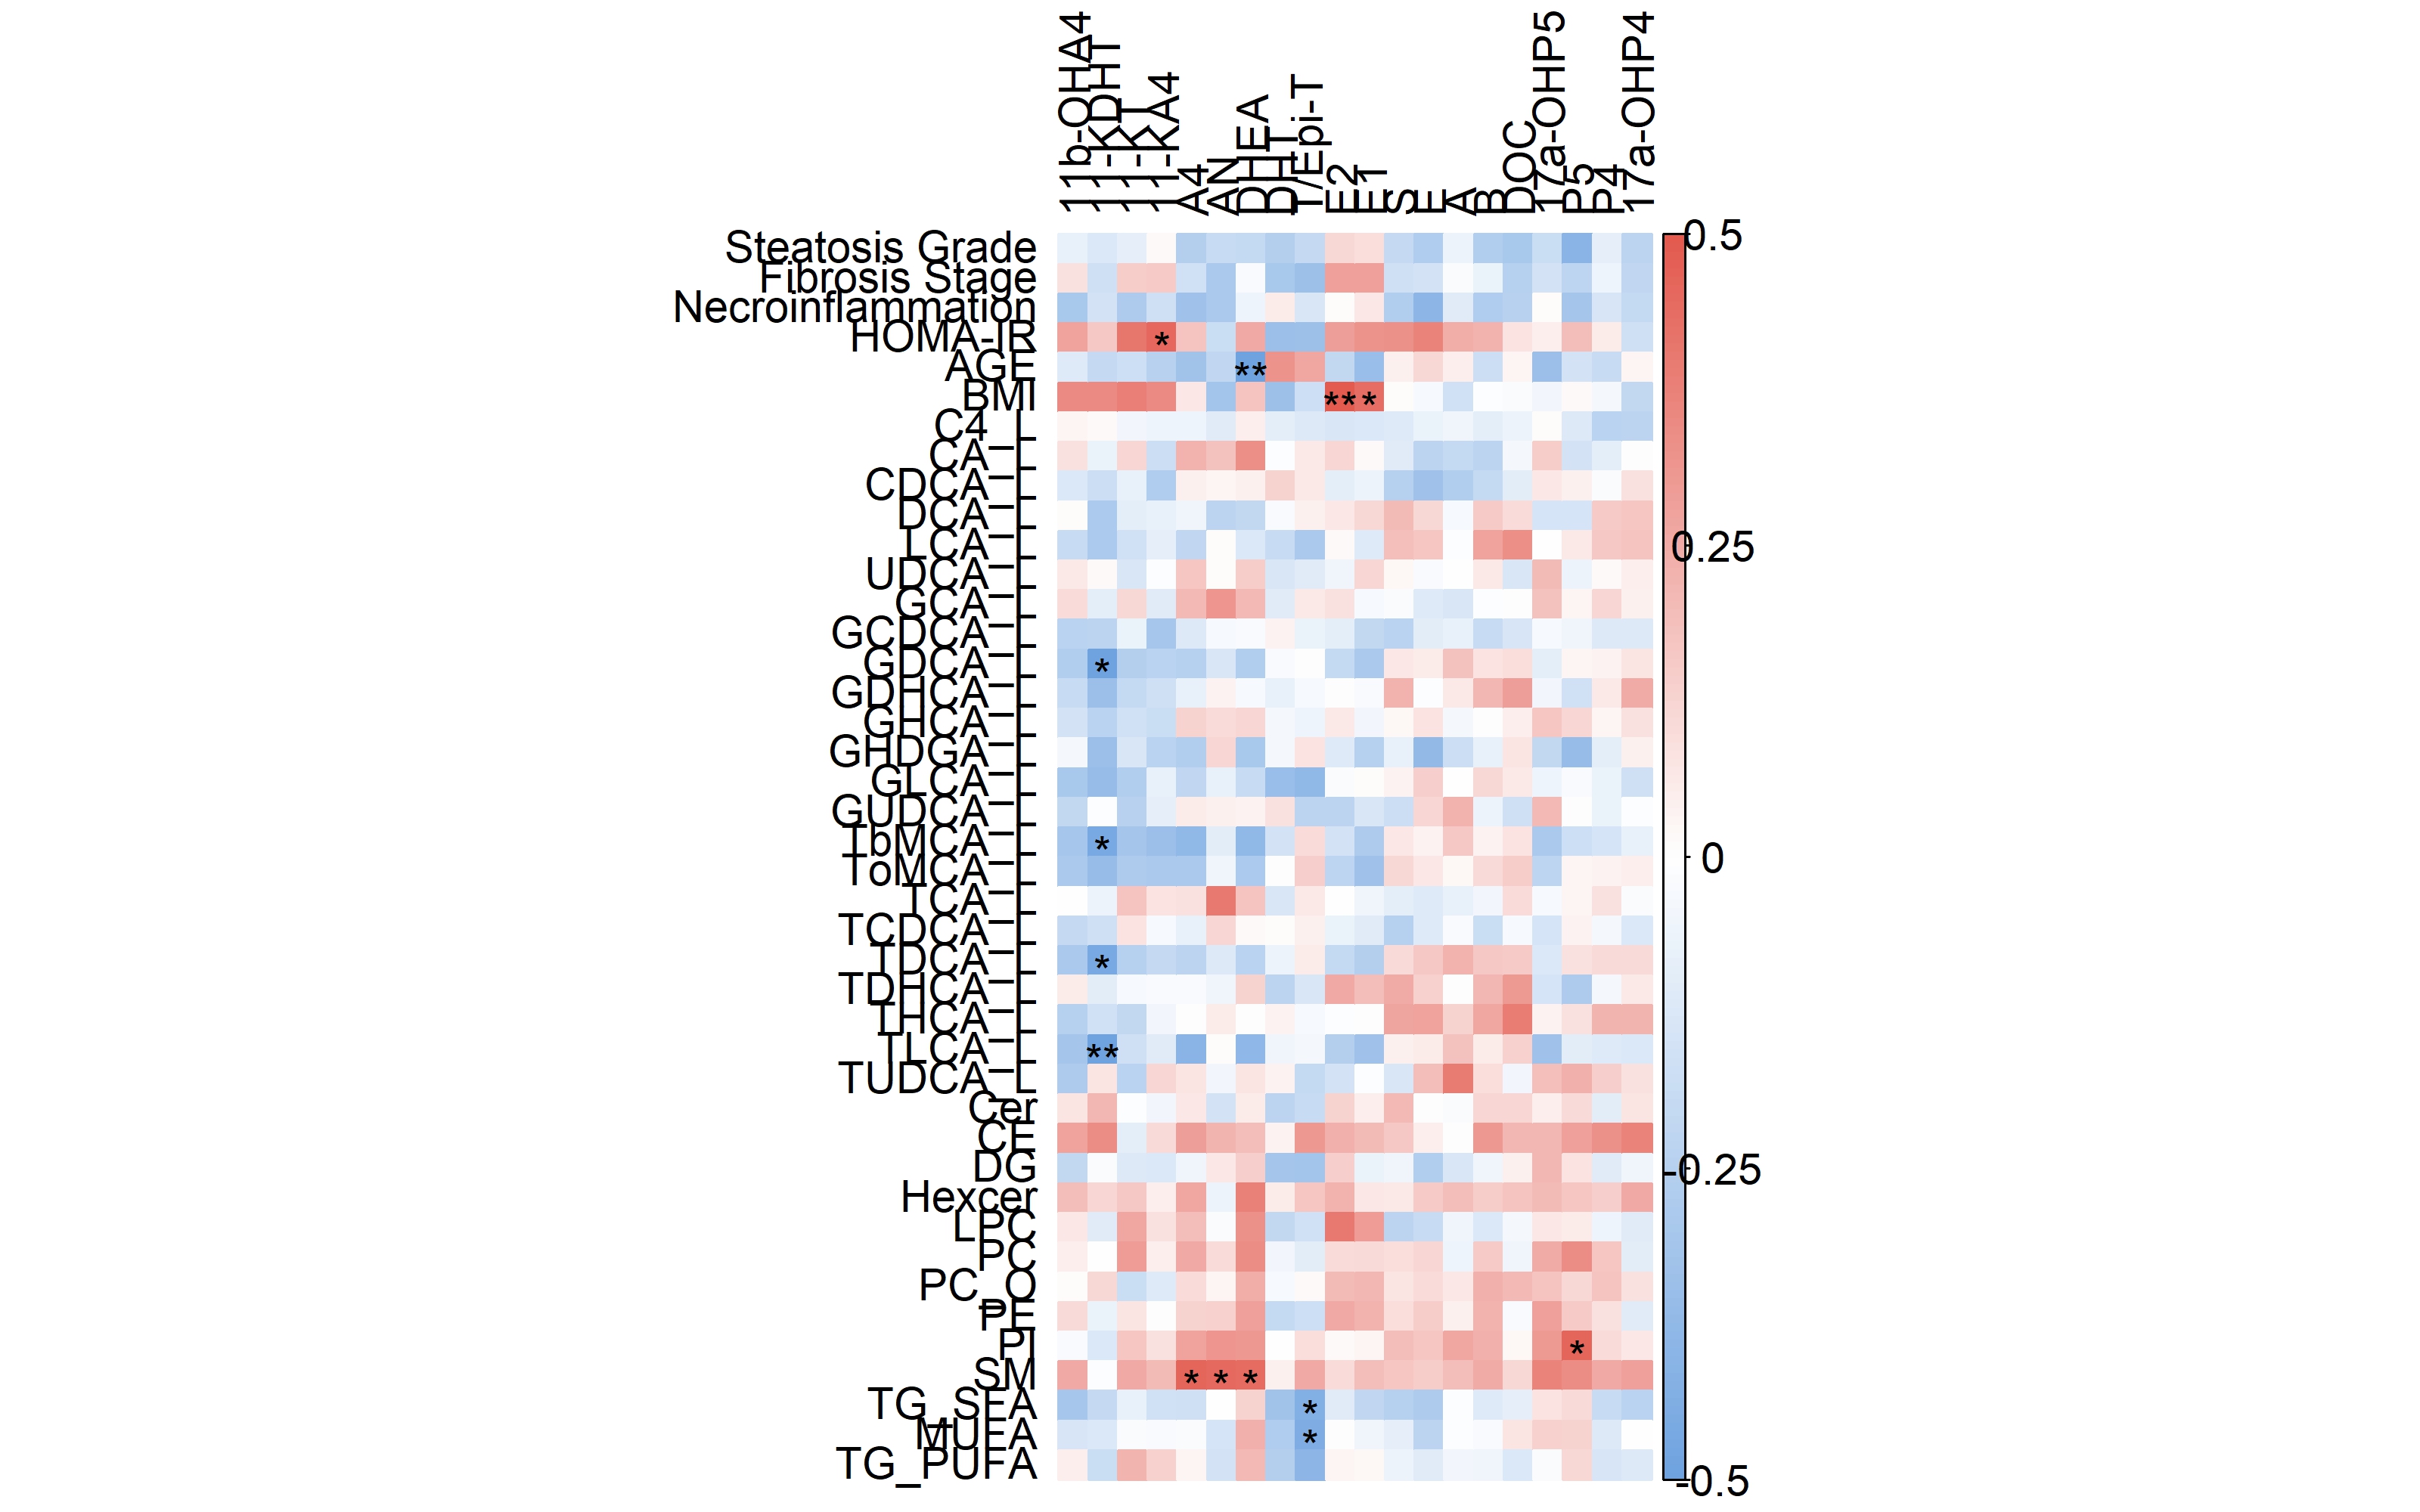 11b-OHA4
11-KDHT
11-KT
11-KA4
A4
AN
DHEA
DHT
T/Epi-T
E2
E1
S
E
A
B
DOC
17a-OHP5
P5
P4
17a-OHP4
Steatosis Grade
Fibrosis Stage
Necroinflammation
HOMA-IR
*
AGE
**
BMI
** *
C4_L
CA_L
CDCA_L
DCA_L
LCA_L
UDCA_L
GCA_L
GCDCA_L
GDCA_L
*
GDHCA_L
GHCA_L
GHDGA_L
GLCA_L
GUDCA_L
TbMCA_L
*
ToMCA_L
TCA_L
TCDCA_L
TDCA_L
*
TDHCA_L
THCA_L
TLCA_L
**
TUDCA_L
Cer
CE
DG
Hexcer
LPC
PC
PC_O
PE
PI
*
SM
* * *
TG_SFA
*
MUFA
*
TG_PUFA
0.5
0.25
0
-0.25
-0.5